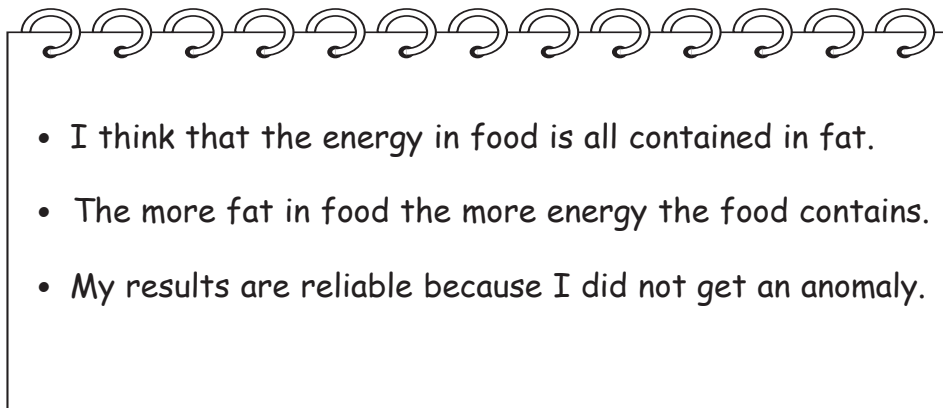 • I think that the energy in food is all contained in fat.
• The more fat in food the more energy the food contains.
• My results are reliable because I did not get an anomaly.